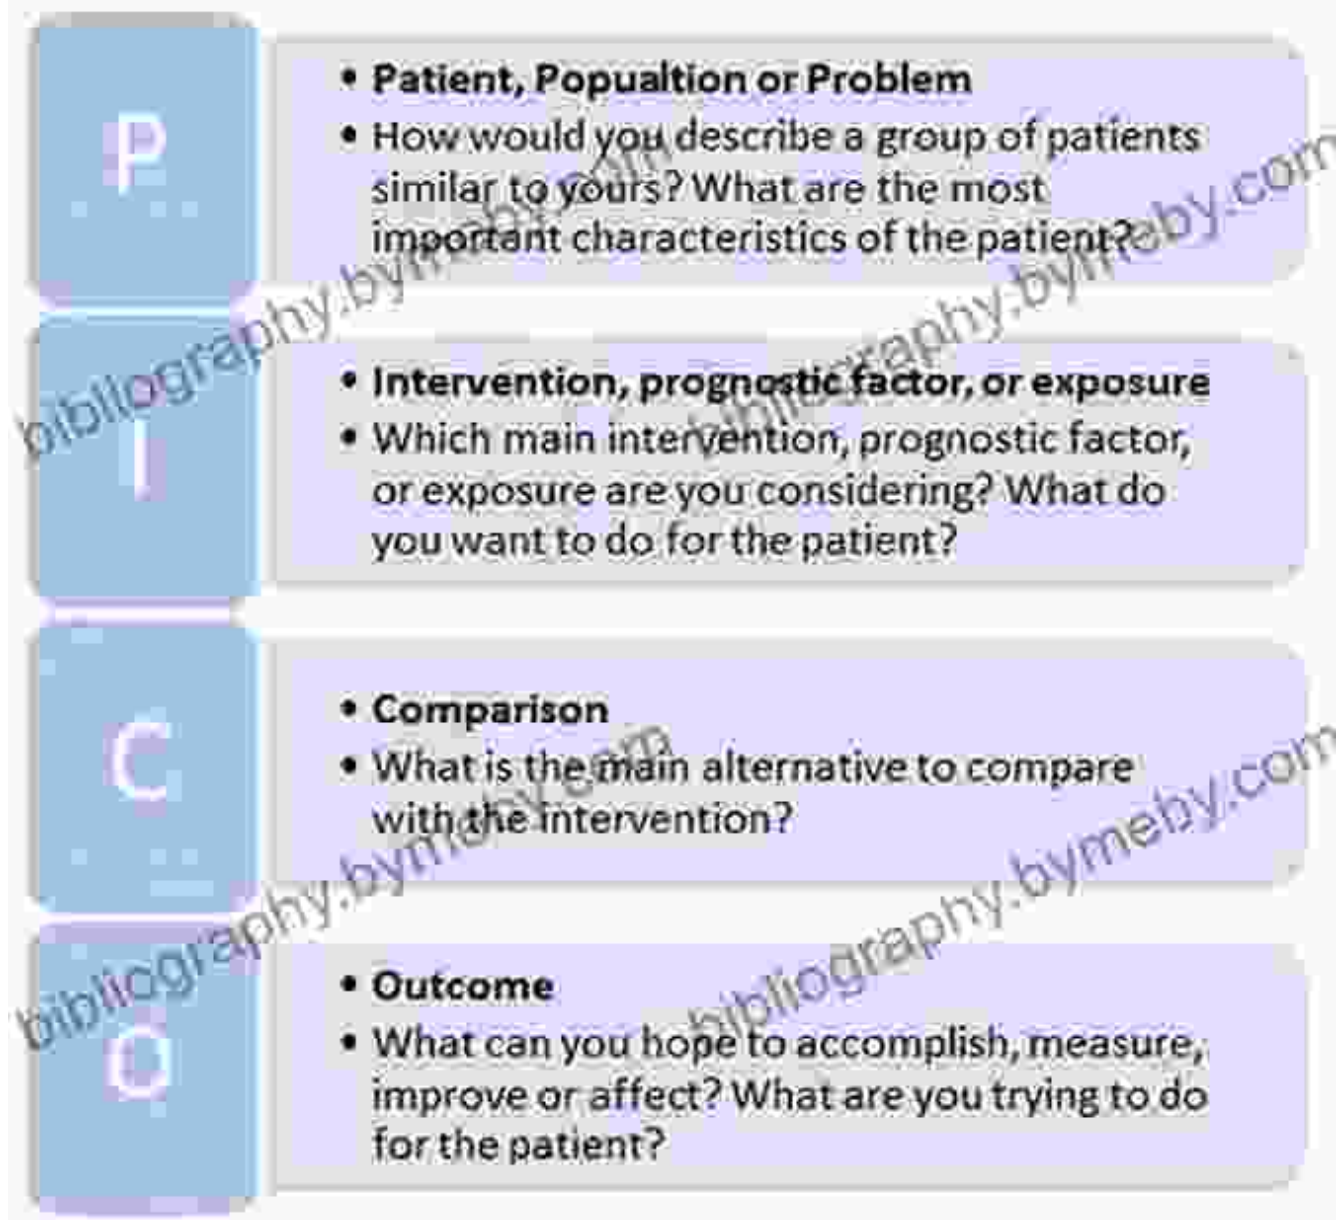 P
• Patient, Popualtion or Problem
• How would you describe a group of patients
similar to yours? What are the most
important characteristics of the patient?
I
• Intervention, prognostic factor, or exposure
• Which main intervention, prognostic factor,
or exposure are you considering? What do
you want to do for the patient?
C
• Comparison
• What is the main alternative to compare
with the intervention?
O
• Outcome
• What can you hope to accomplish, measure,
improve or affect? What are you trying to do
for the patient?
bibliography.bymeby.com
bibliography.bymeby.com
bibliography.bymeby.com
bibliography.bymeby.com